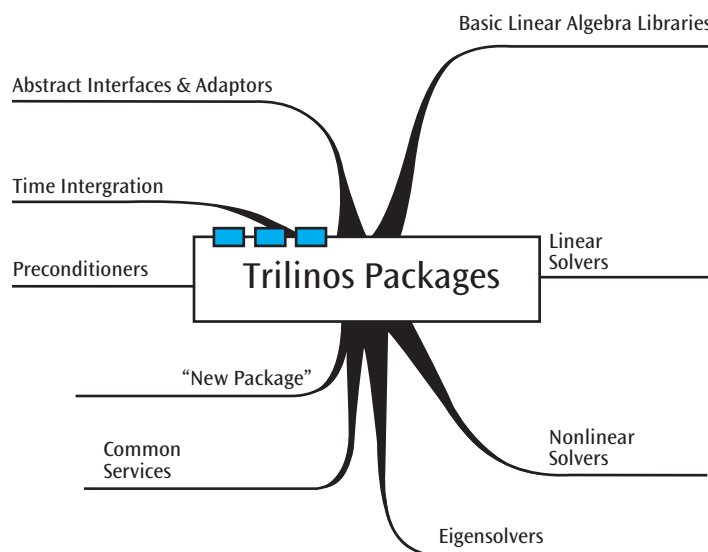 Basic Linear Algebra Libraries
Abstract Interfaces & Adaptors
Time Intergration
Linear
Solvers
Preconditioners
Trilinos Packages
“New Package”
Common
Services
Nonlinear
Solvers
Eigensolvers